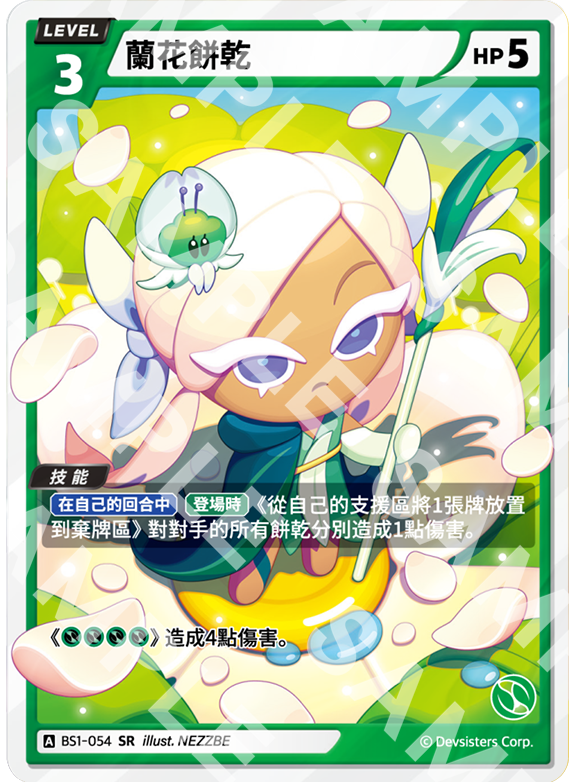 LEVEL
3
蘭花餅乾
HP 5
技能
在自己的回合中 登場時 《從自己的支援區將1張牌放置
到棄牌區》對對手的所有餅乾分別造成1點傷害。
《》造成4點傷害。
A BS1-054 SR illust. NEZZBE
© Devsisters Corp.
SAMPLE